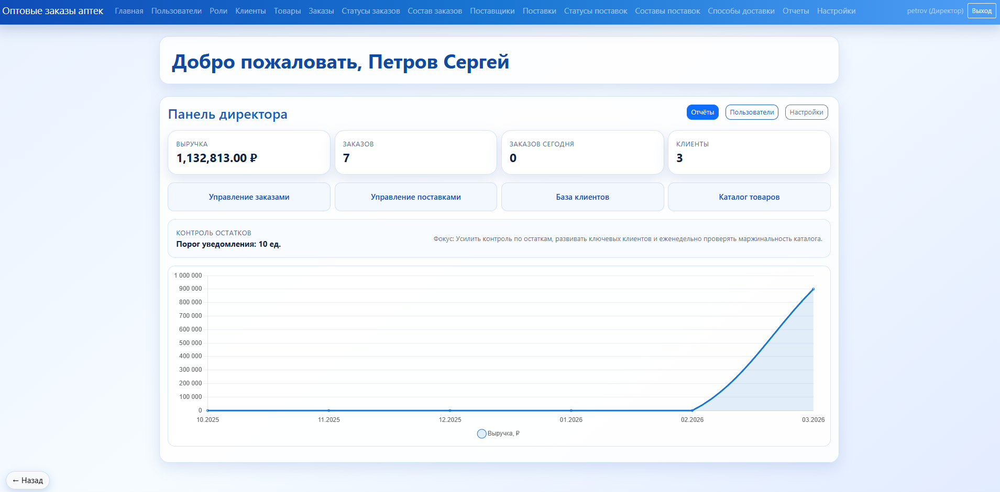 Оптовые заказы аптек Главная Пользователи Роли Клиенты Товары Заказы Статусы заказов Состав заказов Поставщики Поставки Статусы поставок Составы поставок Способы доставки Отчеты Настройки petrov (Директор) Выход
Добро пожаловать, Петров Сергей
Панель директора
Отчёты Пользователи Настройки
ВЫРУЧКА
1,132,813.00 ₽
ЗАКАЗОВ
7
ЗАКАЗОВ СЕГОДНЯ
0
КЛИЕНТЫ
3
Управление заказами
Управление поставками
База клиентов
Каталог товаров
КОНТРОЛЬ ОСТАТКОВ
Порог уведомления: 10 ед.
Фокус: Усилить контроль по остаткам, развивать ключевых клиентов и еженедельно проверять маржинальность каталога.
1 000 000
900 000
800 000
700 000
600 000
500 000
400 000
300 000
200 000
100 000
0
10.2025 11.2025 12.2025 01.2026 02.2026 03.2026
Выручка, ₽
← Назад